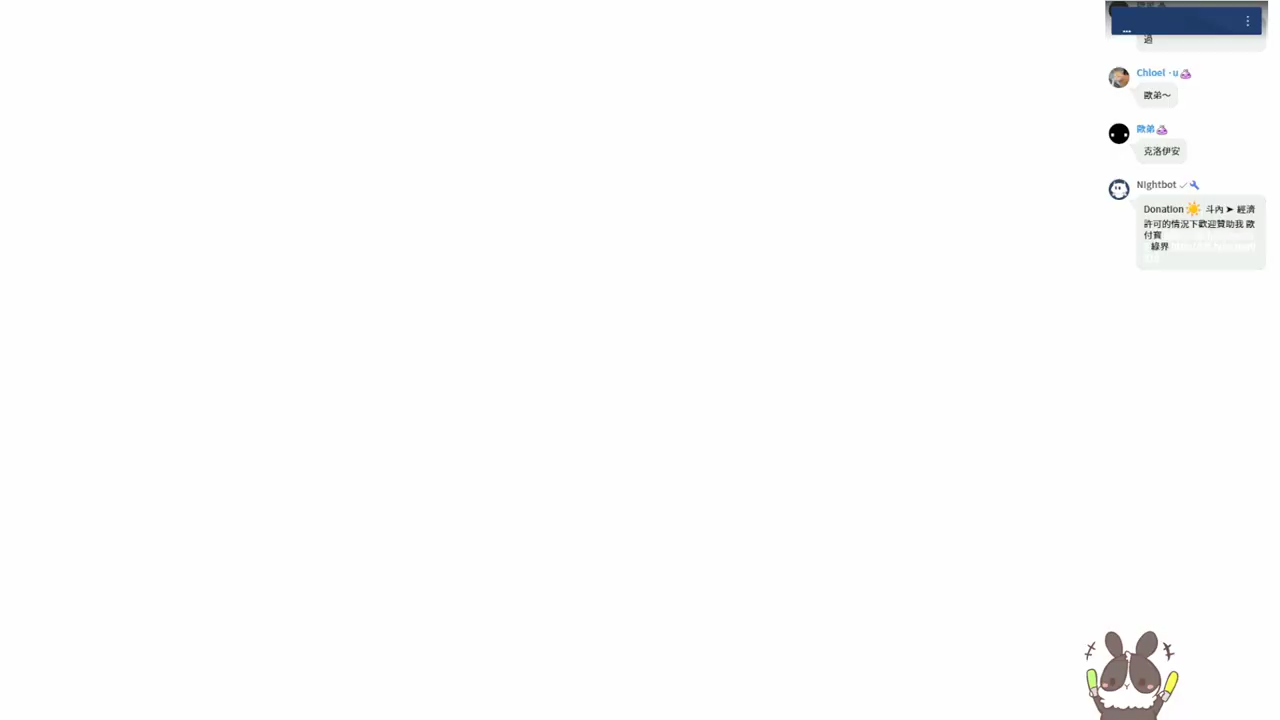 過
Chloel ·u
歐弟～
歐弟
克洛伊安
Nightbot
Donation ☀ 斗內 ➤ 經濟
許可的情況下歡迎贊助我 歐
付寶
綠界